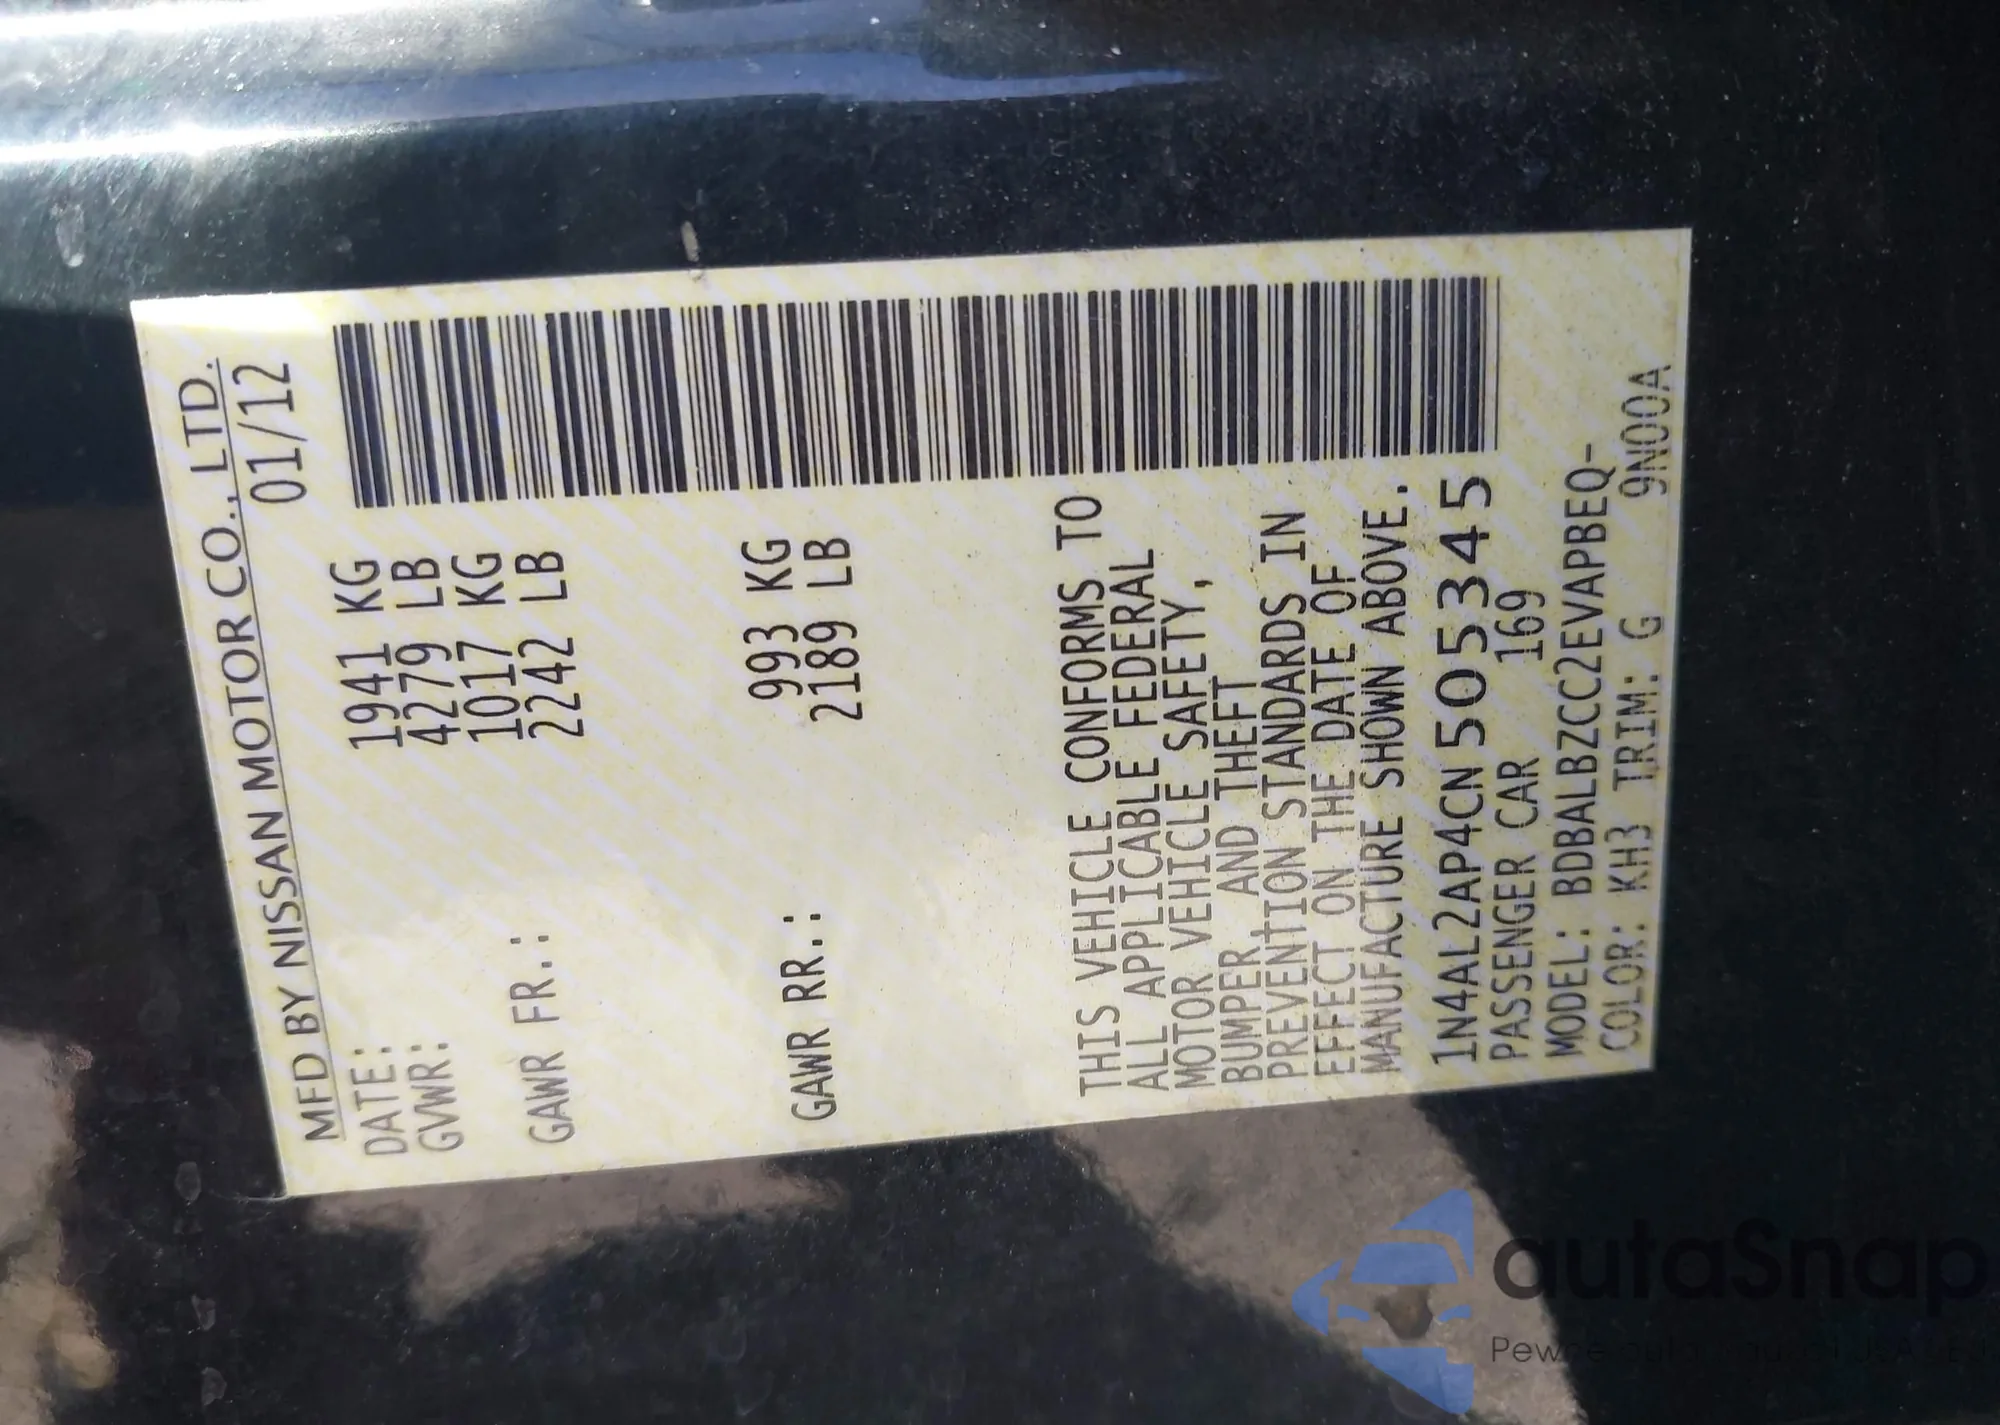 MFD BY NISSAN MOTOR CO., LTD.
DATE: 01/12
GVWR: 1941 KG
4279 LB
GAWR FR.: 1017 KG
2242 LB
GAWR RR.: 993 KG
2189 LB
THIS VEHICLE CONFORMS TO
ALL APPLICABLE FEDERAL
MOTOR VEHICLE SAFETY,
BUMPER, AND THEFT
PREVENTION STANDARDS IN
EFFECT ON THE DATE OF
MANUFACTURE SHOWN ABOVE.
1N4AL2AP4CN505345
PASSENGER CAR 169
MODEL: BDBALBZCC2EVAPBEQ-
COLOR: KH3 TRIM: G 9N00A
autaSnap
Pewne auta z